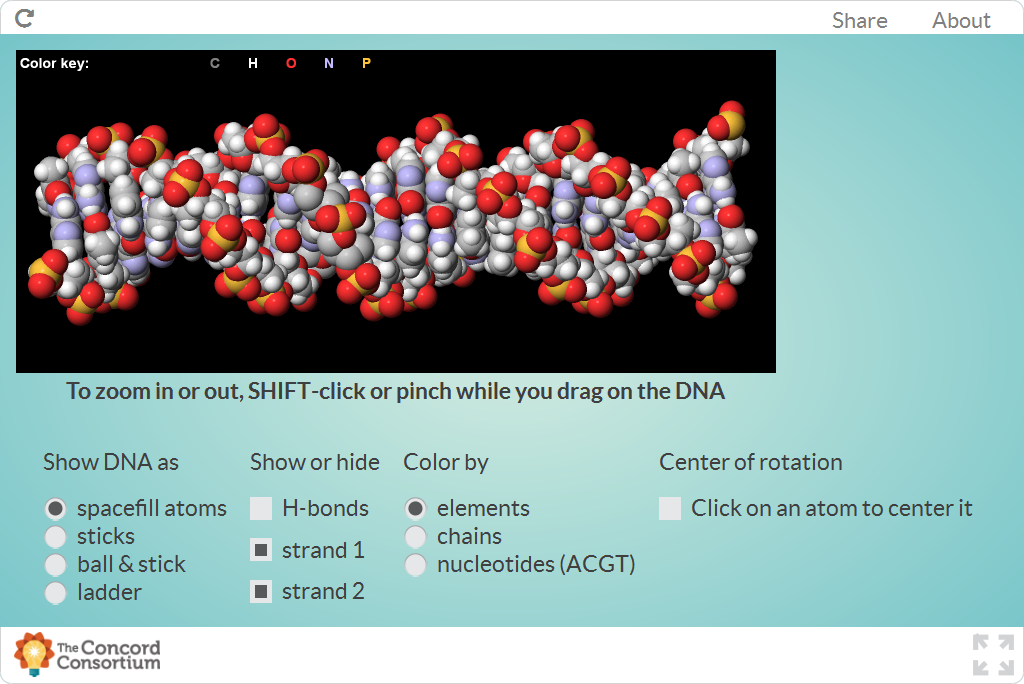 Share About
Color key: C H O N P
To zoom in or out, SHIFT-click or pinch while you drag on the DNA
Show DNA as
spacefill atoms
sticks
ball & stick
ladder
Show or hide
H-bonds
strand 1
strand 2
Color by
elements
chains
nucleotides (ACGT)
Center of rotation
Click on an atom to center it
The Concord
Consortium